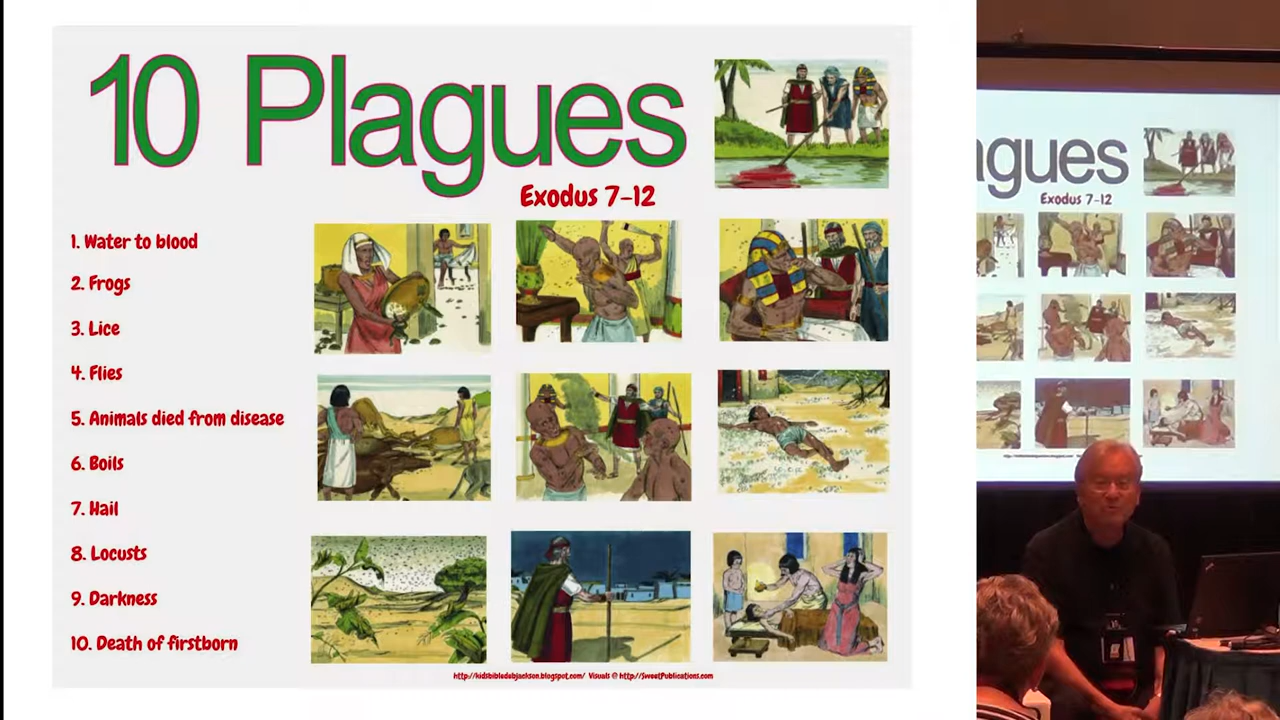 10 Plagues
Exodus 7-12
1. Water to blood
2. Frogs
3. Lice
4. Flies
5. Animals died from disease
6. Boils
7. Hail
8. Locusts
9. Darkness
10. Death of firstborn
http://kidsbibledebjackson.blogspot.com/ Visuals @ http://SweetPublications.com
agues
Exodus 7-12